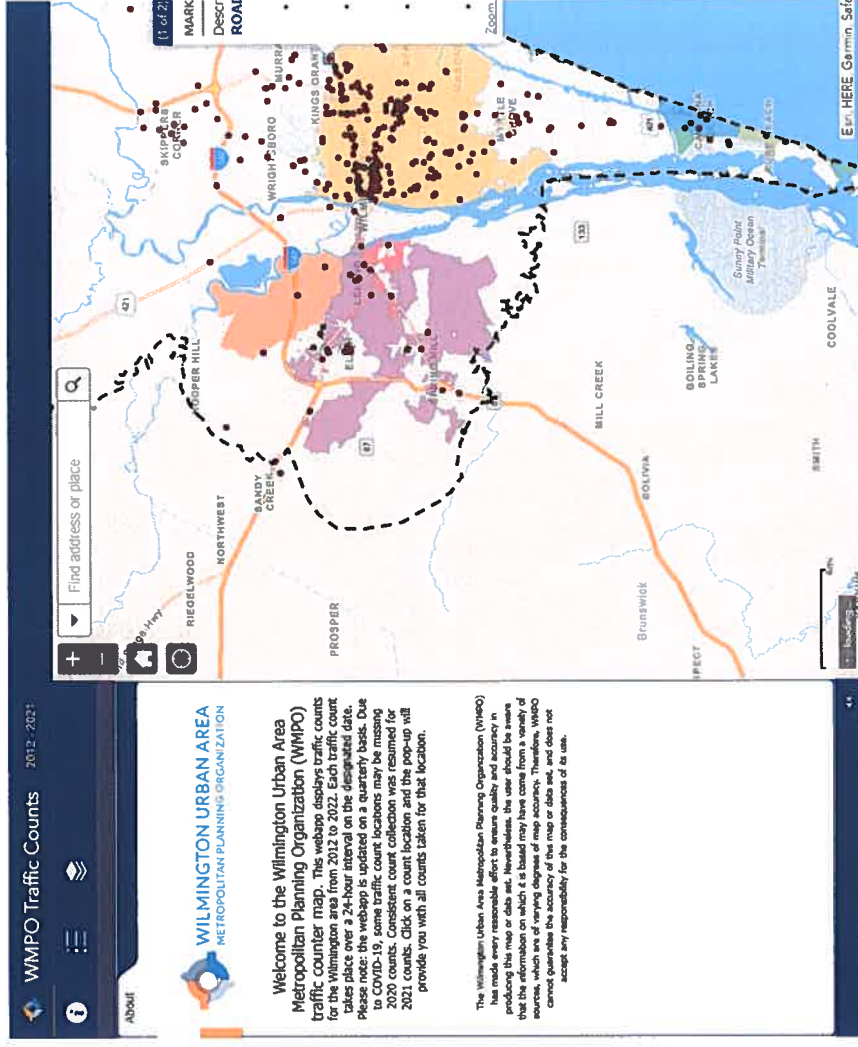 WMPO Traffic Counts 2012 - 2021
About
WILMINGTON URBAN AREA
METROPOLITAN PLANNING ORGANIZATION
Welcome to the Wilmington Urban Area
Metropolitan Planning Organization (WMPO)
traffic counter map. This webapp displays traffic counts
for the Wilmington area from 2012 to 2022. Each traffic count
takes place over a 24-hour interval on the designated date.
Please note: the webapp is updated on a quarterly basis. Due
to COVID-19, some traffic count locations may be missing
2020 counts. Consistent count collection was resumed for
2021 counts. Click on a count location and the pop-up will
provide you with all counts taken for that location.
The Wilmington Urban Area Metropolitan Planning Organization (WMPO)
has made every reasonable effort to ensure quality and accuracy in
producing this map or data set. Nevertheless, the user should be aware
that the information on which it is based may have come from a variety of
sources, which are of varying degrees of map accuracy. Therefore, WMPO
cannot guarantee the accuracy of this map or data set, and does not
accept any responsibility for the consequences of its use.
+
Find address or place
−
(1 of 2)
MARK
Descr
ROAD
Zoom
Hwy
RIEGELWOOD
NORTHWEST
SANDY
CREEK
PROSPER
HOOPER HILL
421
SKIPPERS
CORNER
WRIGHTSBORO
MURRA
KINGS GRANT
87
MYRTLE
GROVE
133
421
MILL CREEK
BOLIVIA
Brunswick
BOILING
SPRING
LAKES
Sunny Point
Military Ocean
Terminal
COOLVALE
SMITH
SPECT
4mi
loading
Esri, HERE, Garmin, Safe